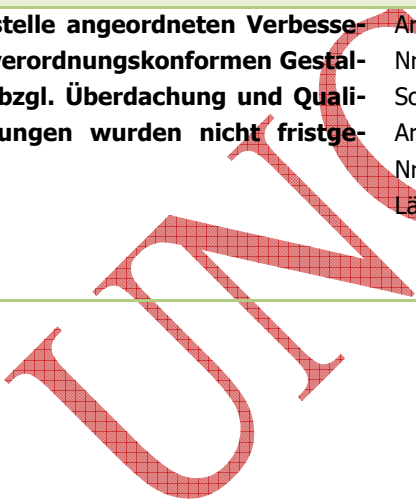 stelle angeordneten Verbesse-
verordnungskonformen Gestal-
bzgl. Überdachung und Quali-
ungen wurden nicht fristge-
An
Nr
Sc
An
Nr
Lä
UN